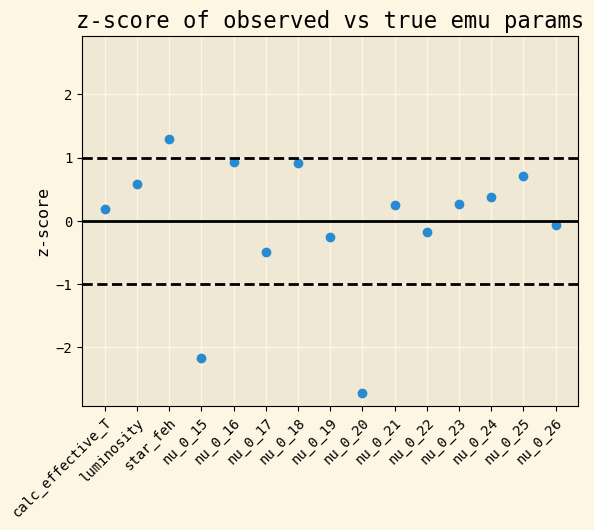 z-score of observed vs true emu params
z-score
2
1
0
−1
−2
calc_effective_T
luminosity
star_feh
nu_0_15
nu_0_16
nu_0_17
nu_0_18
nu_0_19
nu_0_20
nu_0_21
nu_0_22
nu_0_23
nu_0_24
nu_0_25
nu_0_26